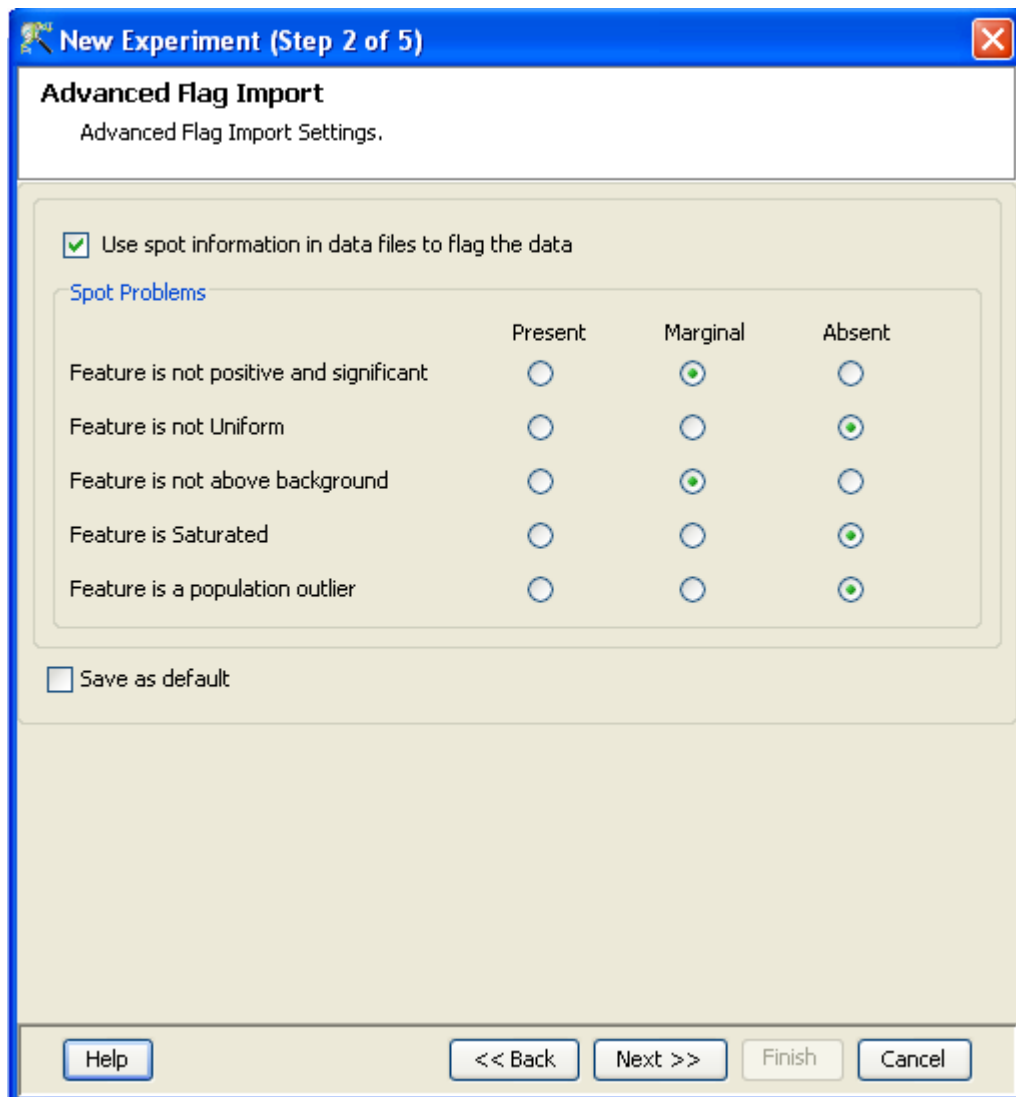 New Experiment (Step 2 of 5)
Advanced Flag Import
Advanced Flag Import Settings.
Use spot information in data files to flag the data
Spot Problems
Present Marginal Absent
Feature is not positive and significant
Feature is not Uniform
Feature is not above background
Feature is Saturated
Feature is a population outlier
Save as default
Help << Back Next >> Finish Cancel